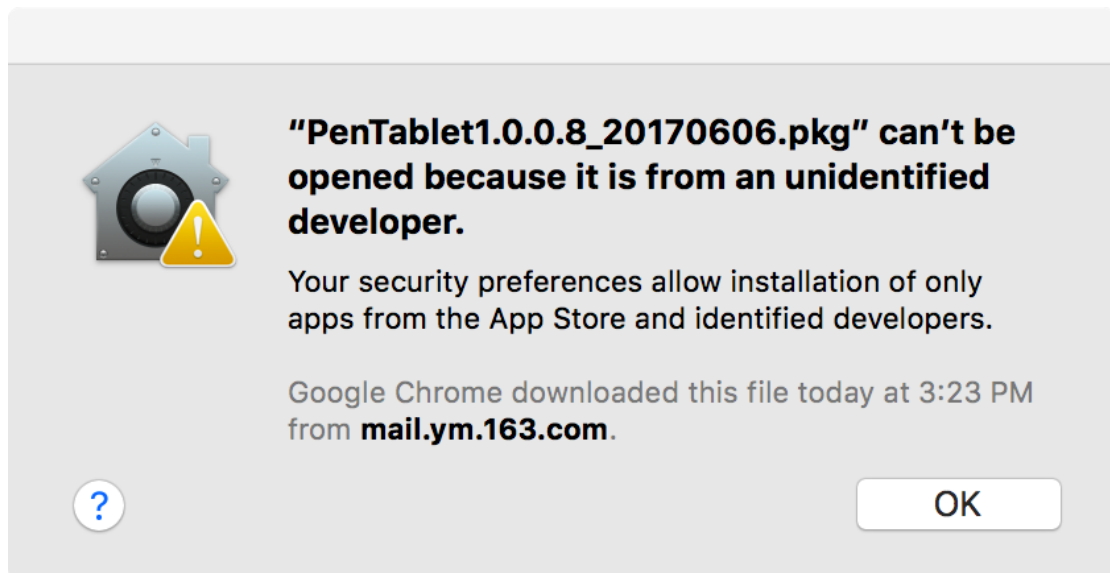 “PenTablet1.0.0.8_20170606.pkg” can’t be
opened because it is from an unidentified
developer.
Your security preferences allow installation of only
apps from the App Store and identified developers.
Google Chrome downloaded this file today at 3:23 PM
from mail.ym.163.com.
?
OK